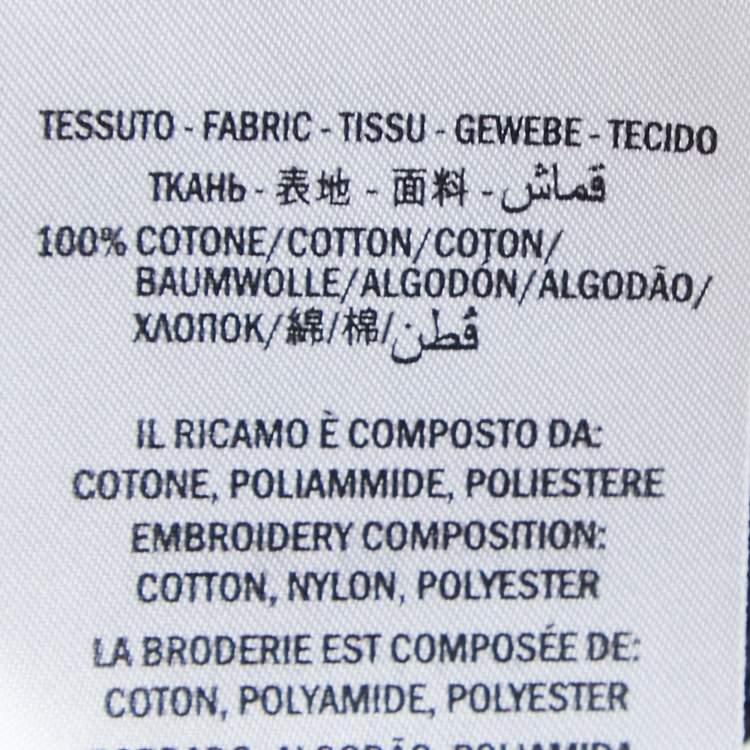 TESSUTO - FABRIC - TISSU - GEWEBE - TECIDO
ТКАНЬ - 表地 - 面料 - قماش
100% COTONE/COTTON/COTON/
BAUMWOLLE/ALGODÓN/ALGODÃO/
ХЛОПОК/綿/棉/قطن
IL RICAMO È COMPOSTO DA:
COTONE, POLIAMMIDE, POLIESTERE
EMBROIDERY COMPOSITION:
COTTON, NYLON, POLYESTER
LA BRODERIE EST COMPOSÉE DE:
COTON, POLYAMIDE, POLYESTER